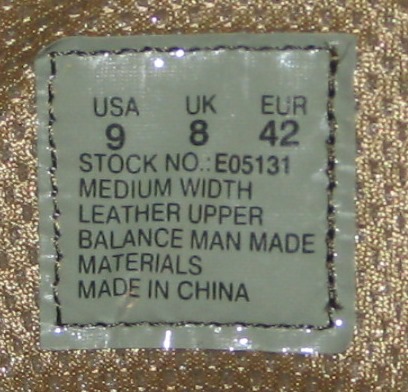 USA UK EUR
9 8 42
STOCK NO.: E05131
MEDIUM WIDTH
LEATHER UPPER
BALANCE MAN MADE
MATERIALS
MADE IN CHINA